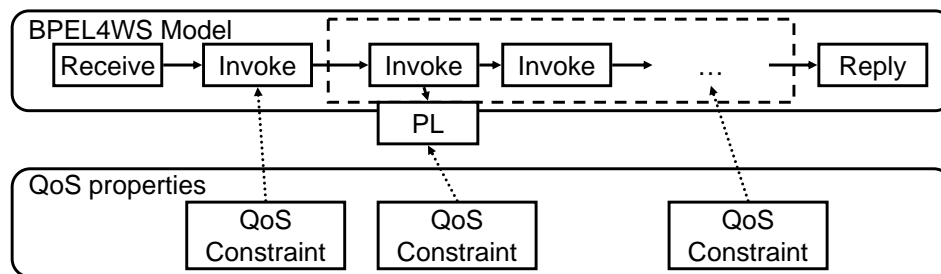 BPEL4WS Model
Receive Invoke Invoke Invoke ... Reply
PL
QoS properties
QoS QoS QoS
Constraint Constraint Constraint